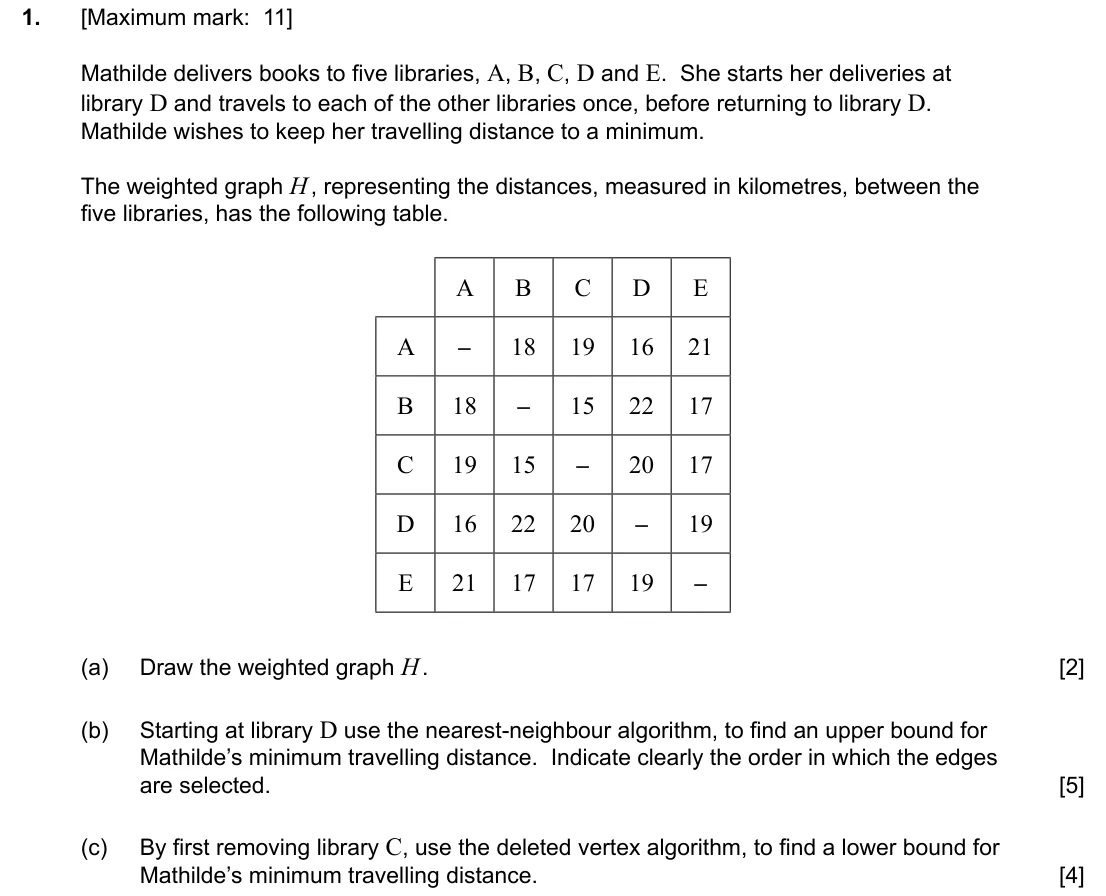 1. [Maximum mark: 11]
Mathilde delivers books to five libraries, A, B, C, D and E. She starts her deliveries at
library D and travels to each of the other libraries once, before returning to library D.
Mathilde wishes to keep her travelling distance to a minimum.
The weighted graph H, representing the distances, measured in kilometres, between the
five libraries, has the following table.
A B C D E
A – 18 19 16 21
B 18 – 15 22 17
C 19 15 – 20 17
D 16 22 20 – 19
E 21 17 17 19 –
(a) Draw the weighted graph H. [2]
(b) Starting at library D use the nearest-neighbour algorithm, to find an upper bound for
Mathilde’s minimum travelling distance. Indicate clearly the order in which the edges
are selected. [5]
(c) By first removing library C, use the deleted vertex algorithm, to find a lower bound for
Mathilde’s minimum travelling distance. [4]